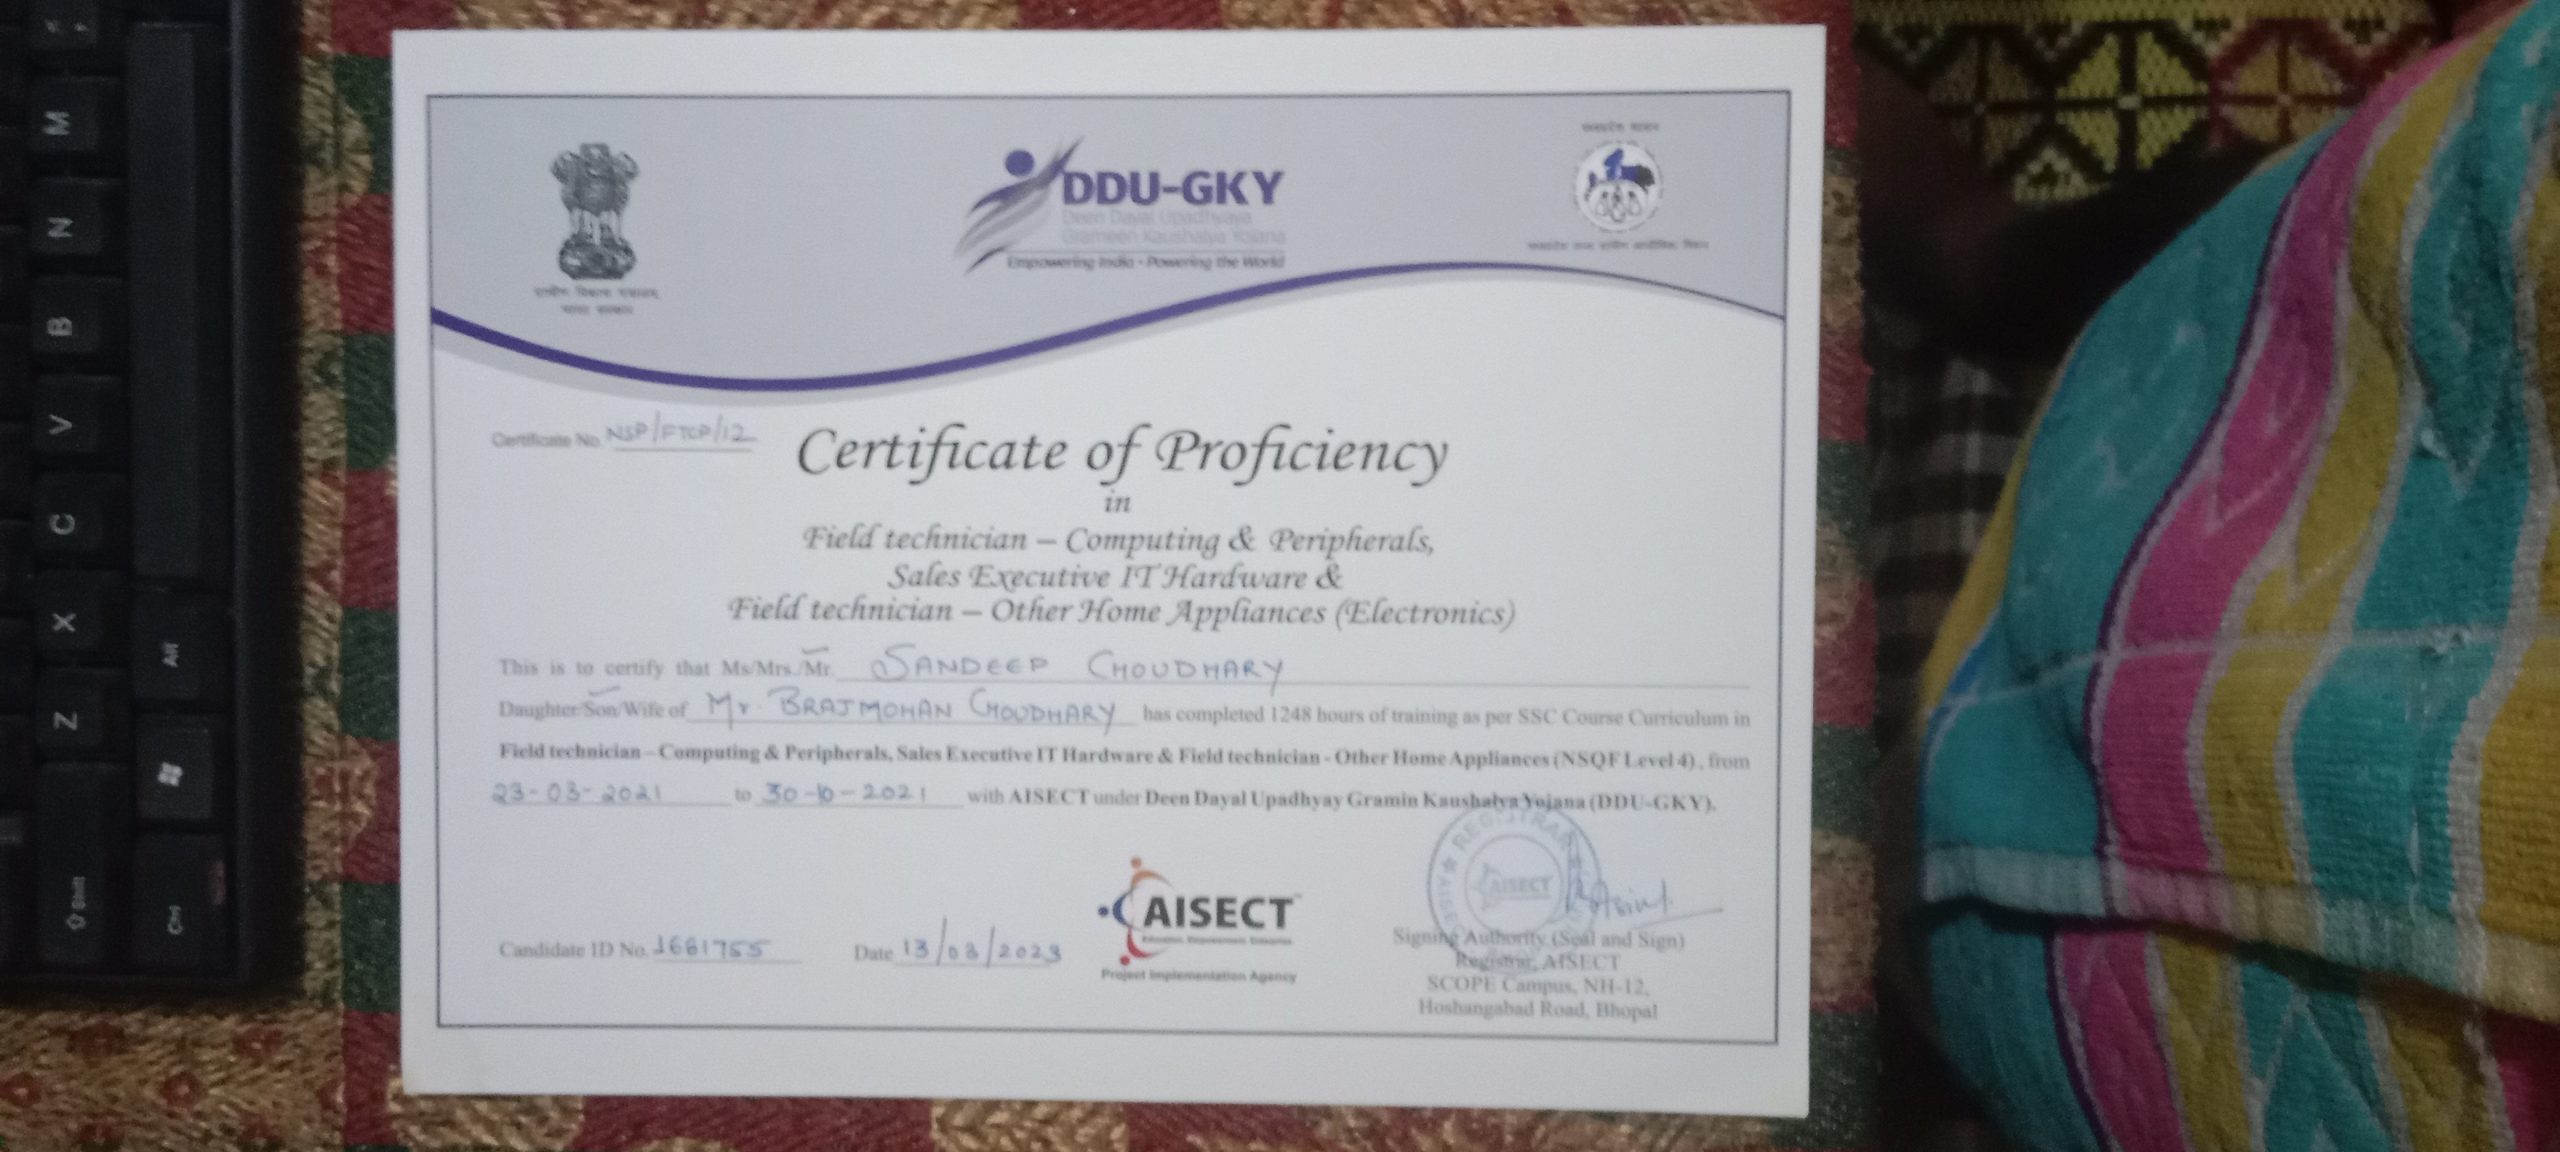 DDU-GKY
Deen Dayal Upadhyaya
Grameen Kaushalya Yojana
Empowering India - Powering the World
Certificate No. NSP/FTCP/12
Certificate of Proficiency
in
Field technician – Computing & Peripherals,
Sales Executive IT Hardware &
Field technician – Other Home Appliances (Electronics)
This is to certify that Ms/Mrs./Mr. SANDEEP CHOUDHARY
Daughter/Son/Wife of Mr. BRAJMOHAN CHOUDHARY has completed 1248 hours of training as per SSC Course Curriculum in
Field technician – Computing & Peripherals, Sales Executive IT Hardware & Field technician - Other Home Appliances (NSQF Level 4), from
23-03-2021 to 30-10-2021 with AISECT under Deen Dayal Upadhyay Gramin Kaushalya Yojana (DDU-GKY).
REGISTRAR
AISECT
AISECT
Project Implementation Agency
Candidate ID No. 1661755
Date 13/03/2023
Signing Authority (Seal and Sign)
Registrar, AISECT
SCOPE Campus, NH-12,
Hoshangabad Road, Bhopal
M
N
B
V
C
X
Z
Shift
Alt
Ctrl